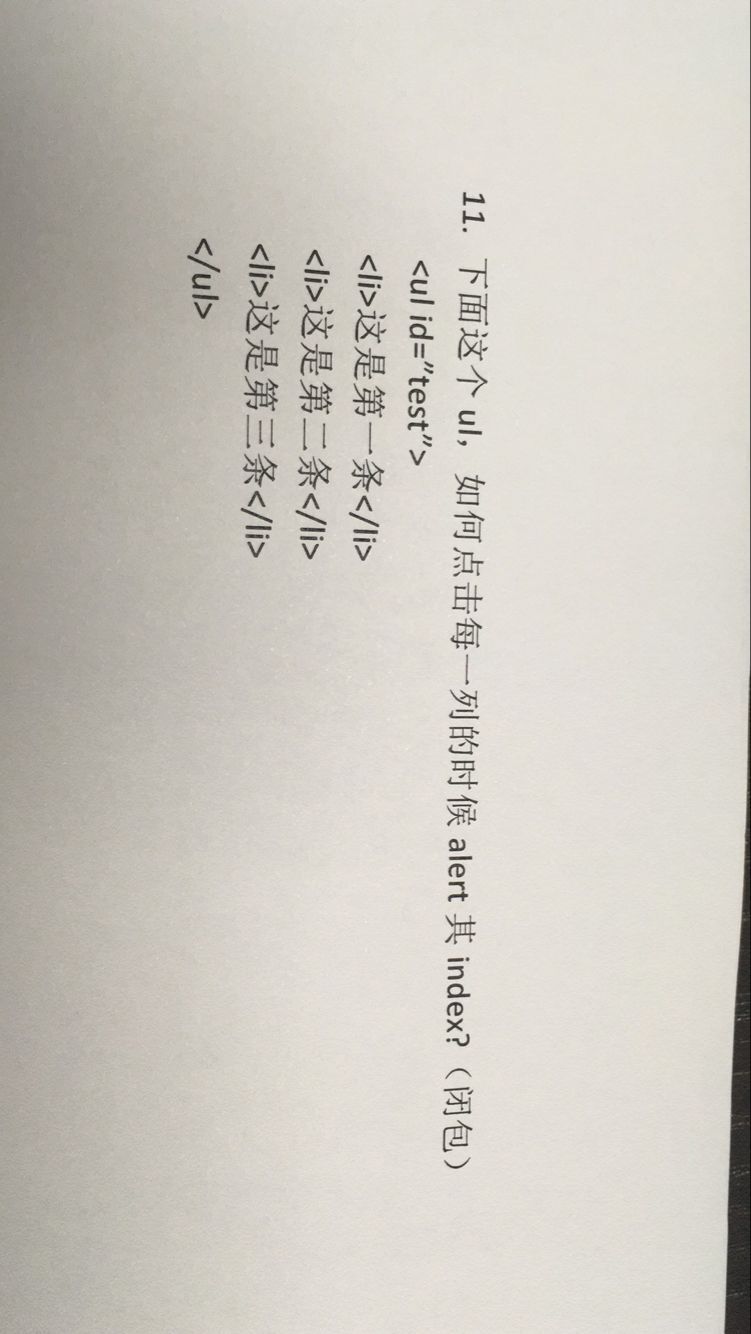 11. 下面这个 ul，如何点击每一列的时候 alert 其 index?（闭包）
<ul id=”test”>
<li>这是第一条</li>
<li>这是第二条</li>
<li>这是第三条</li>
</ul>